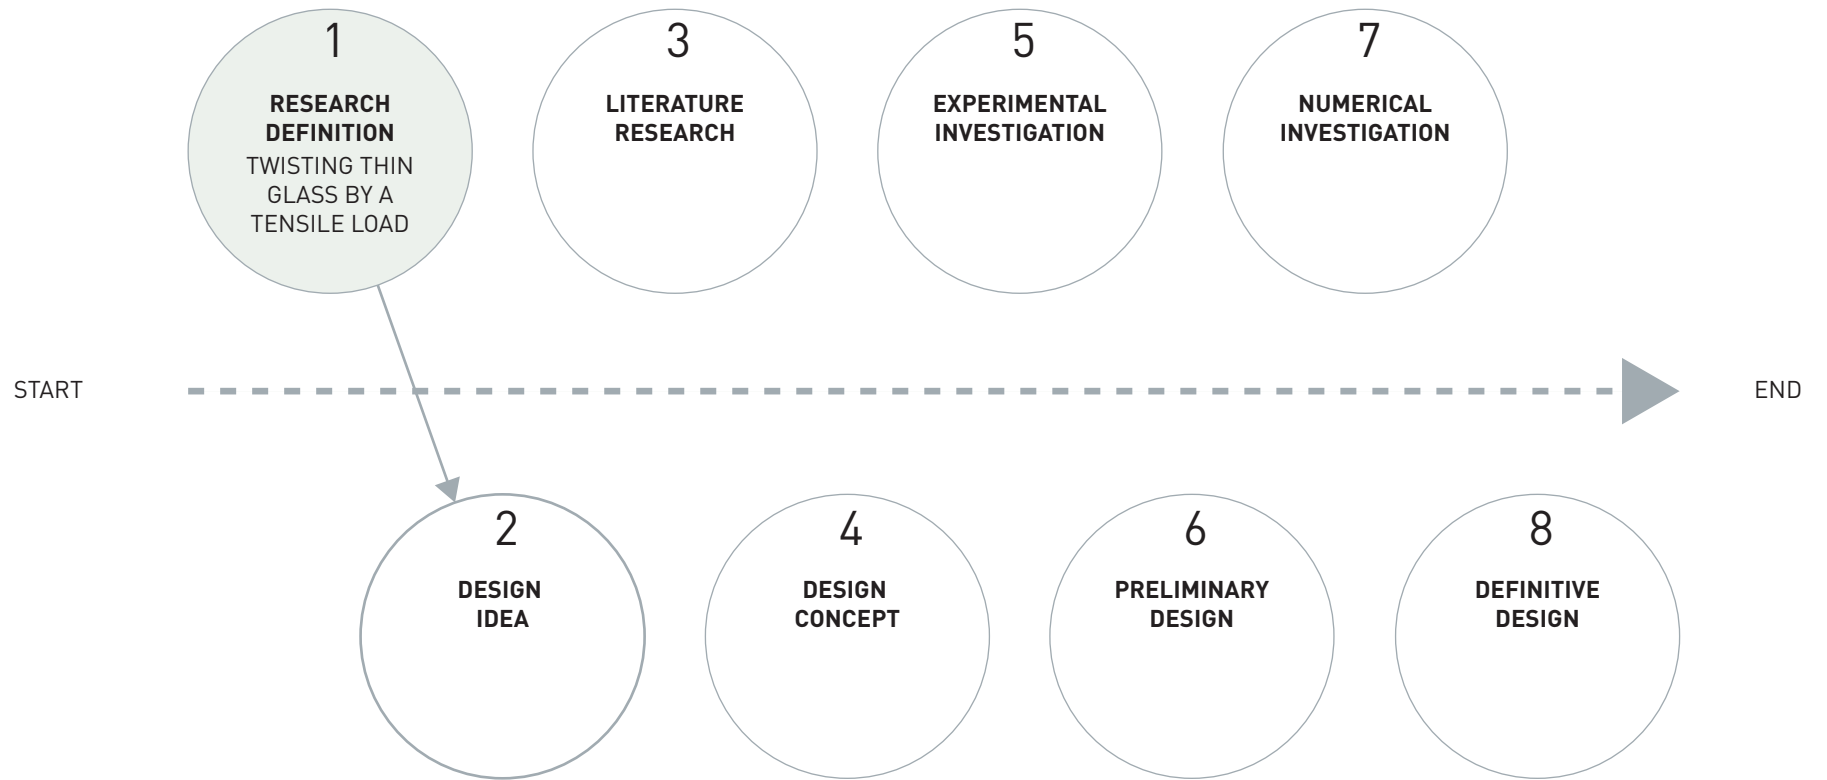 1
RESEARCH
DEFINITION
TWISTING THIN
GLASS BY A
TENSILE LOAD
3
LITERATURE
RESEARCH
5
EXPERIMENTAL
INVESTIGATION
7
NUMERICAL
INVESTIGATION
START
END
2
DESIGN
IDEA
4
DESIGN
CONCEPT
6
PRELIMINARY
DESIGN
8
DEFINITIVE
DESIGN